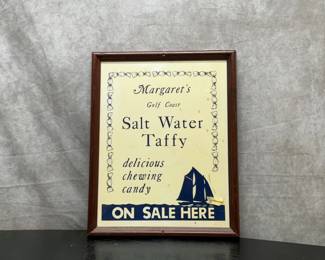 Margaret's
Gulf Coast
Salt Water
Taffy
delicious
chewing
candy
ON SALE HERE